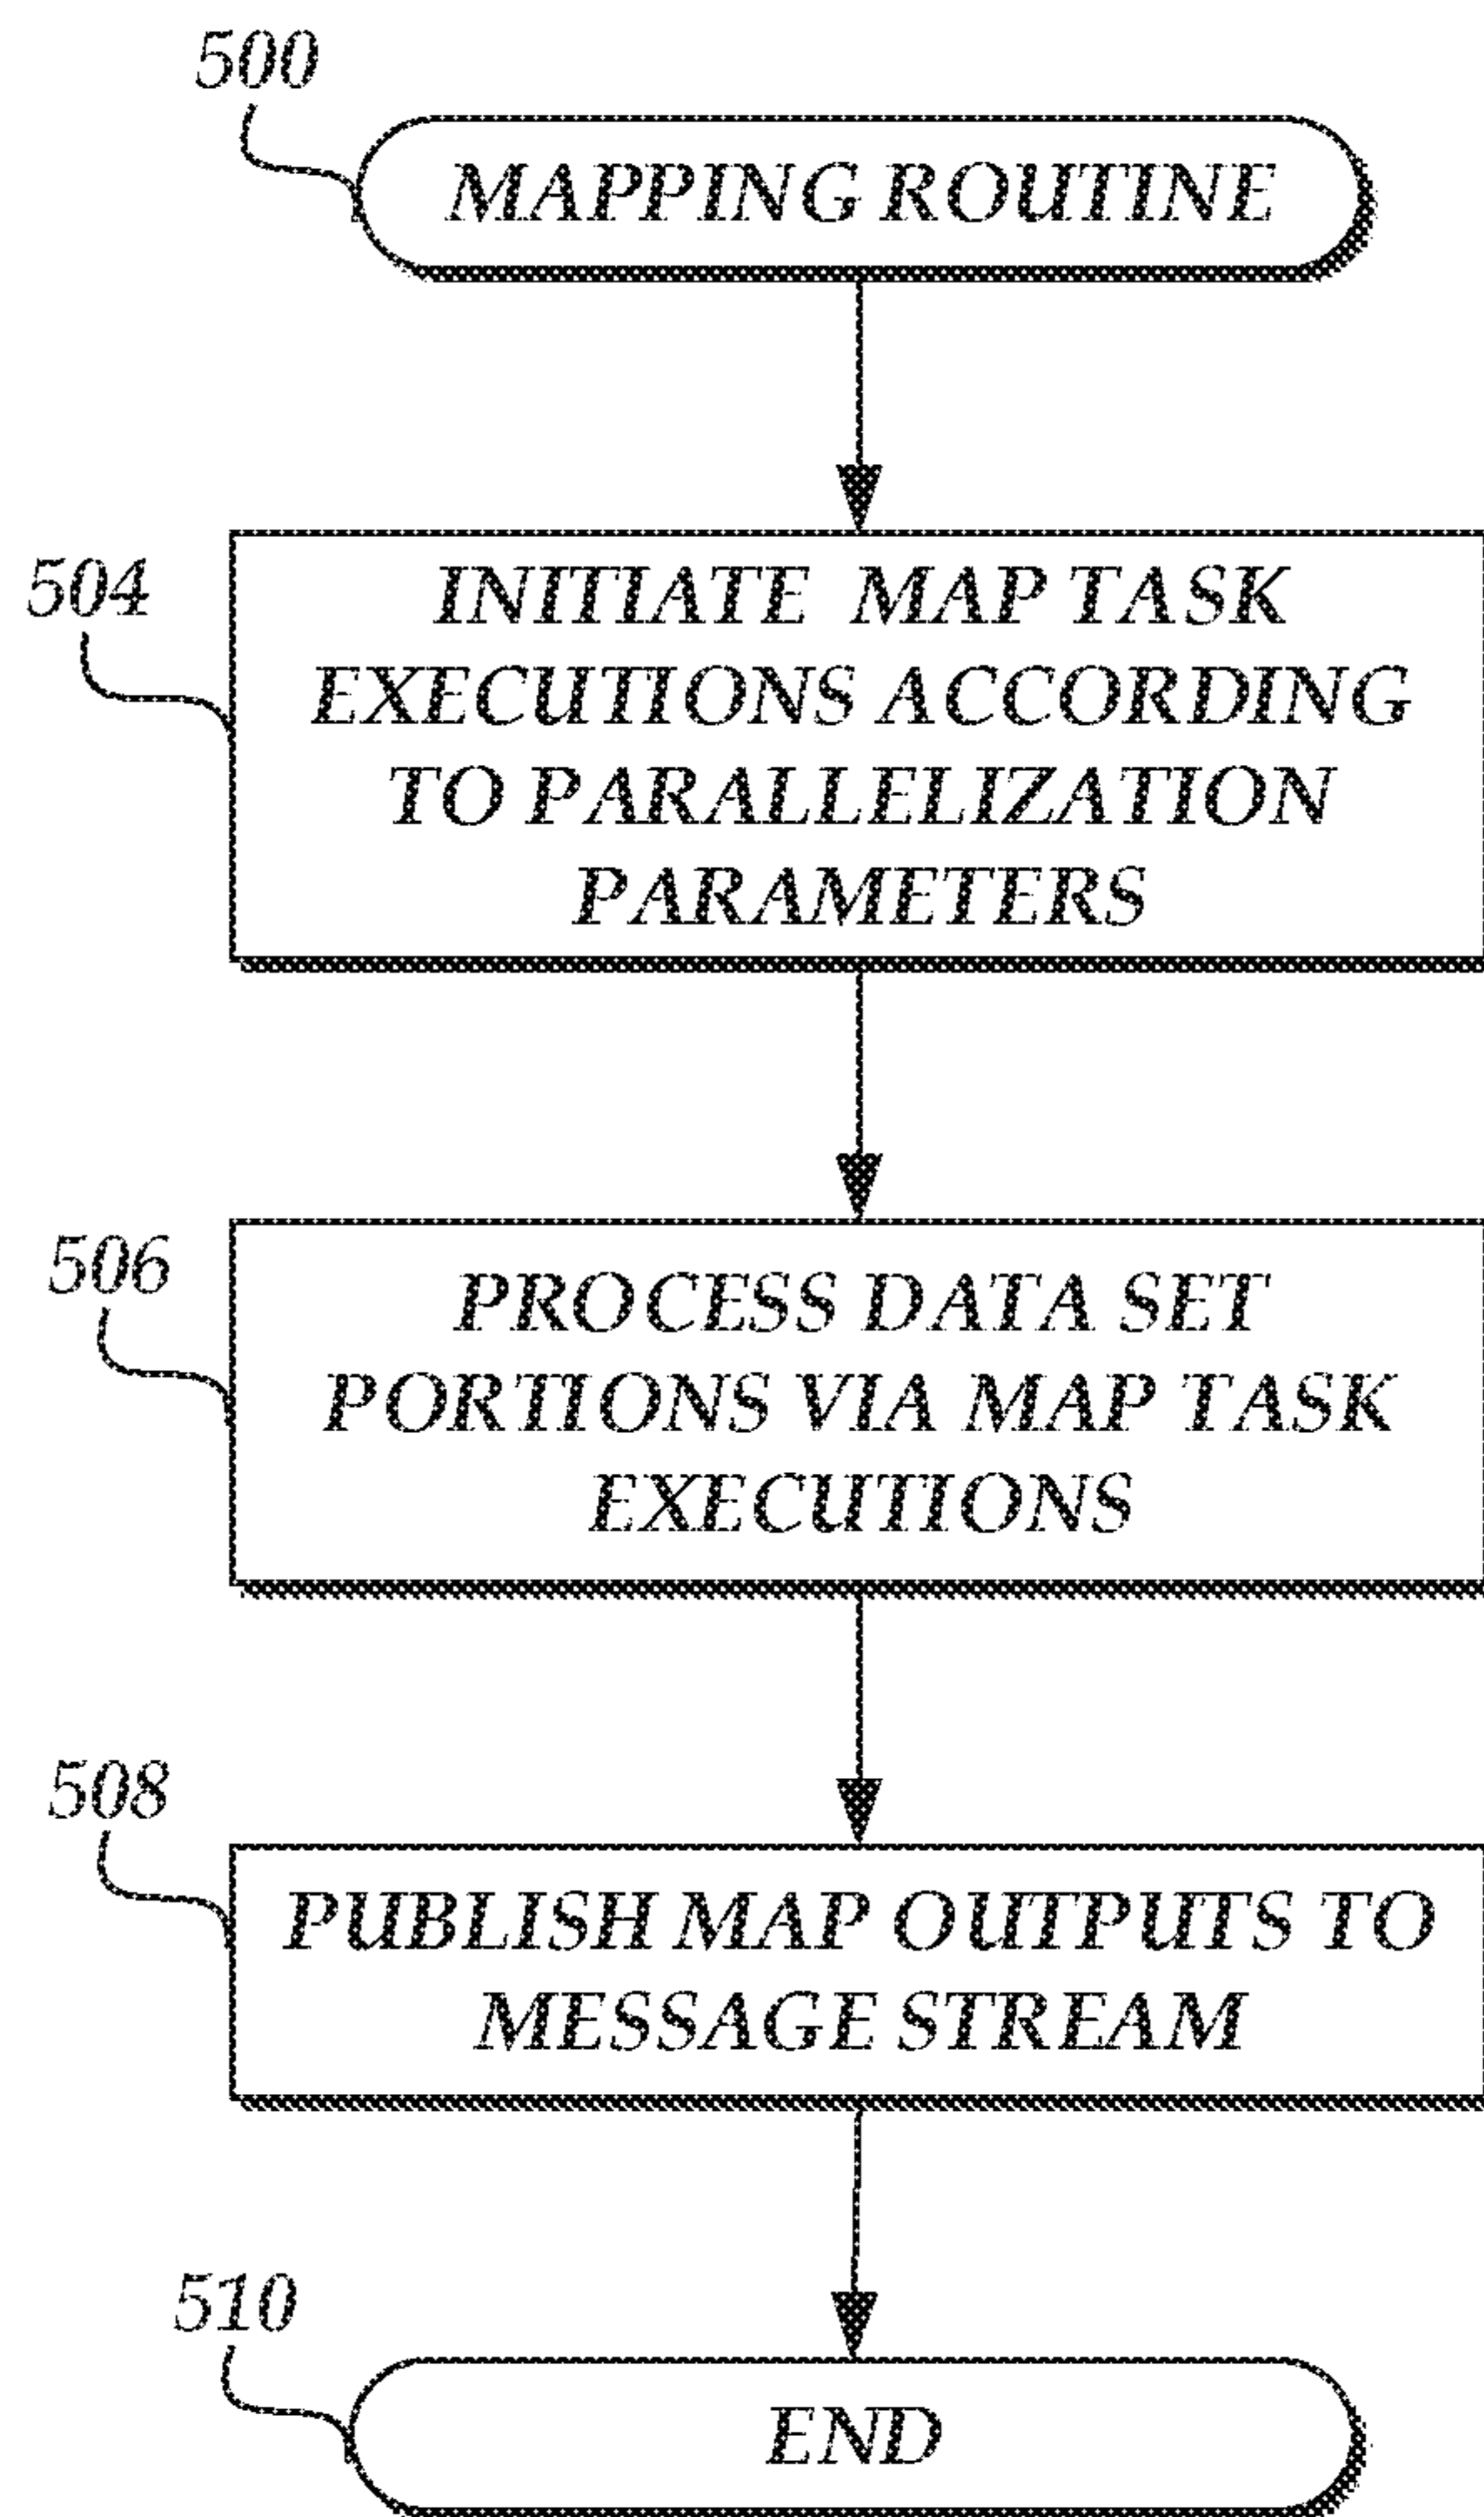 500
MAPPING ROUTINE
504
INITIATE MAP TASK
EXECUTIONS ACCORDING
TO PARALLELIZATION
PARAMETERS
506
PROCESS DATA SET
PORTIONS VIA MAP TASK
EXECUTIONS
508
PUBLISH MAP OUTPUTS TO
MESSAGE STREAM
510
END